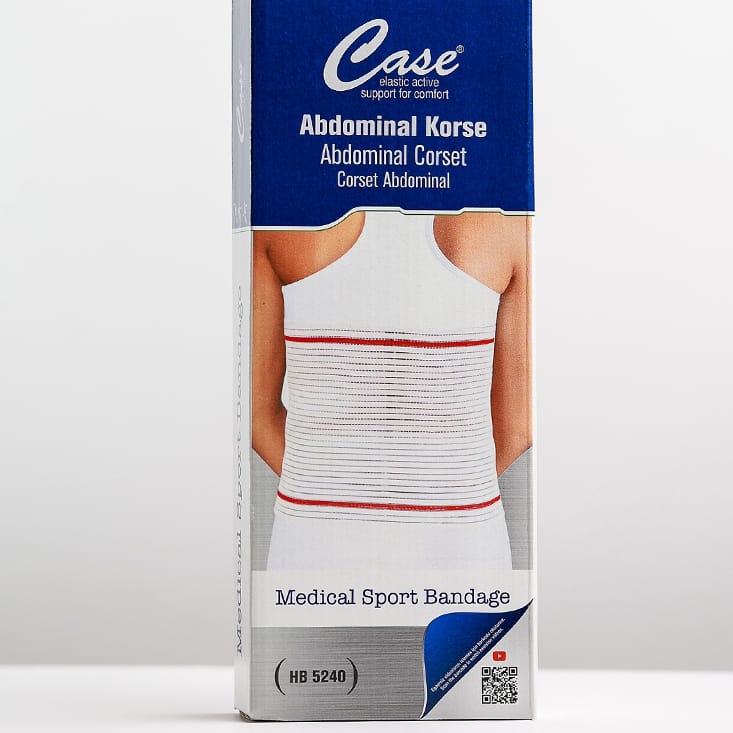 Case®
elastic active
support for comfort
Abdominal Korse
Abdominal Corset
Corset Abdominal
Case
Medical Sport Bandage
Medical Sport Bandage
(HB 5240)